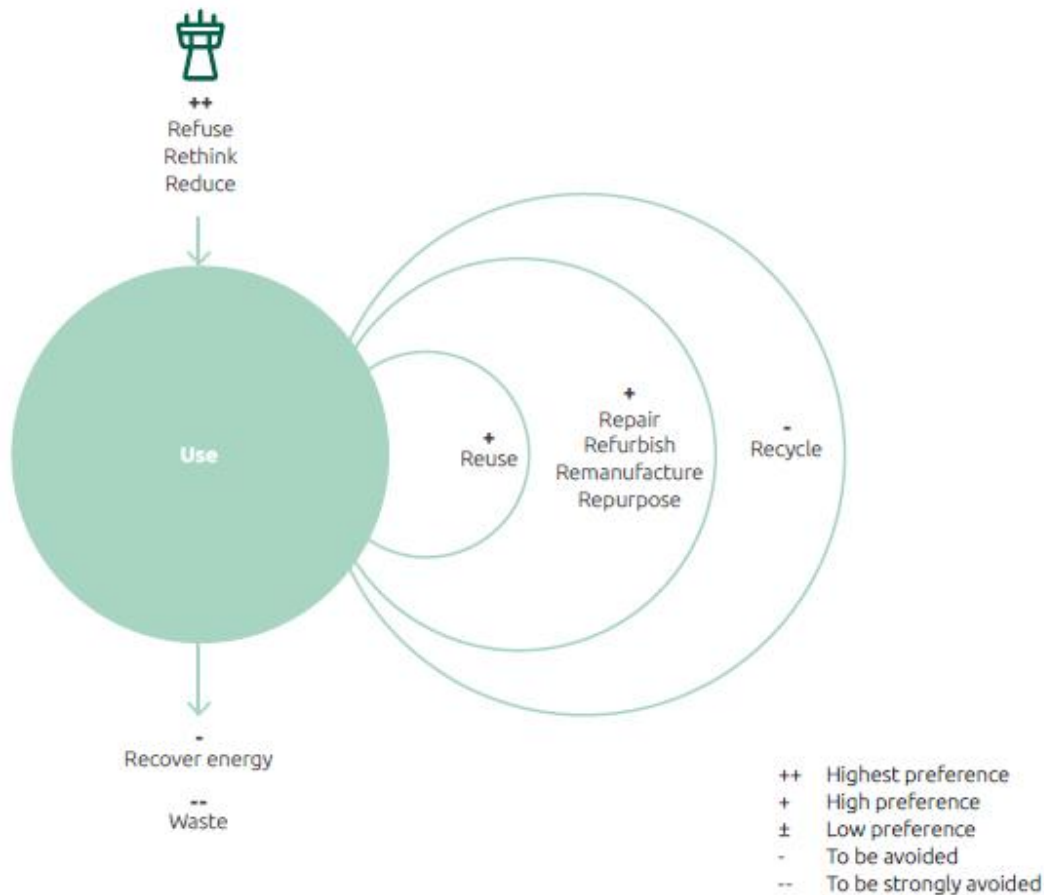 ++
Refuse
Rethink
Reduce
Use
+
Reuse
+
Repair
Refurbish
Remanufacture
Repurpose
-
Recycle
-
Recover energy
--
Waste
++ Highest preference
+ High preference
± Low preference
- To be avoided
-- To be strongly avoided